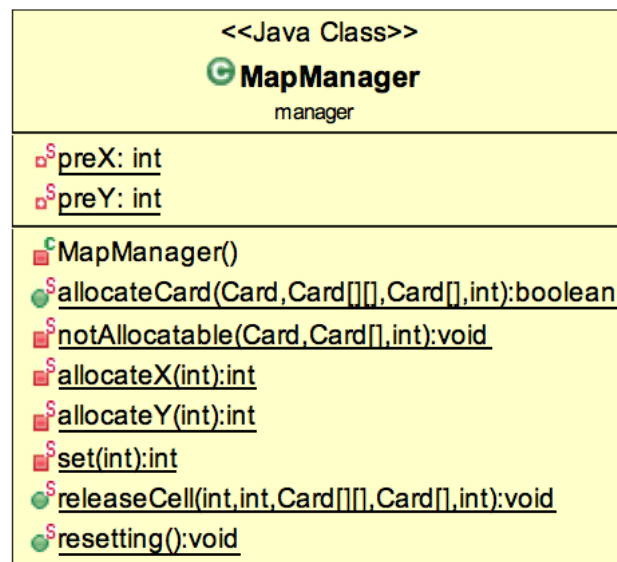 <<Java Class>>
C MapManager
manager
S preX: int
S preY: int
C MapManager()
S allocateCard(Card,Card[][],Card[],int):boolean
S notAllocatable(Card,Card[],int):void
S allocateX(int):int
S allocateY(int):int
S set(int):int
S releaseCell(int,int,Card[][],Card[],int):void
S resetting():void